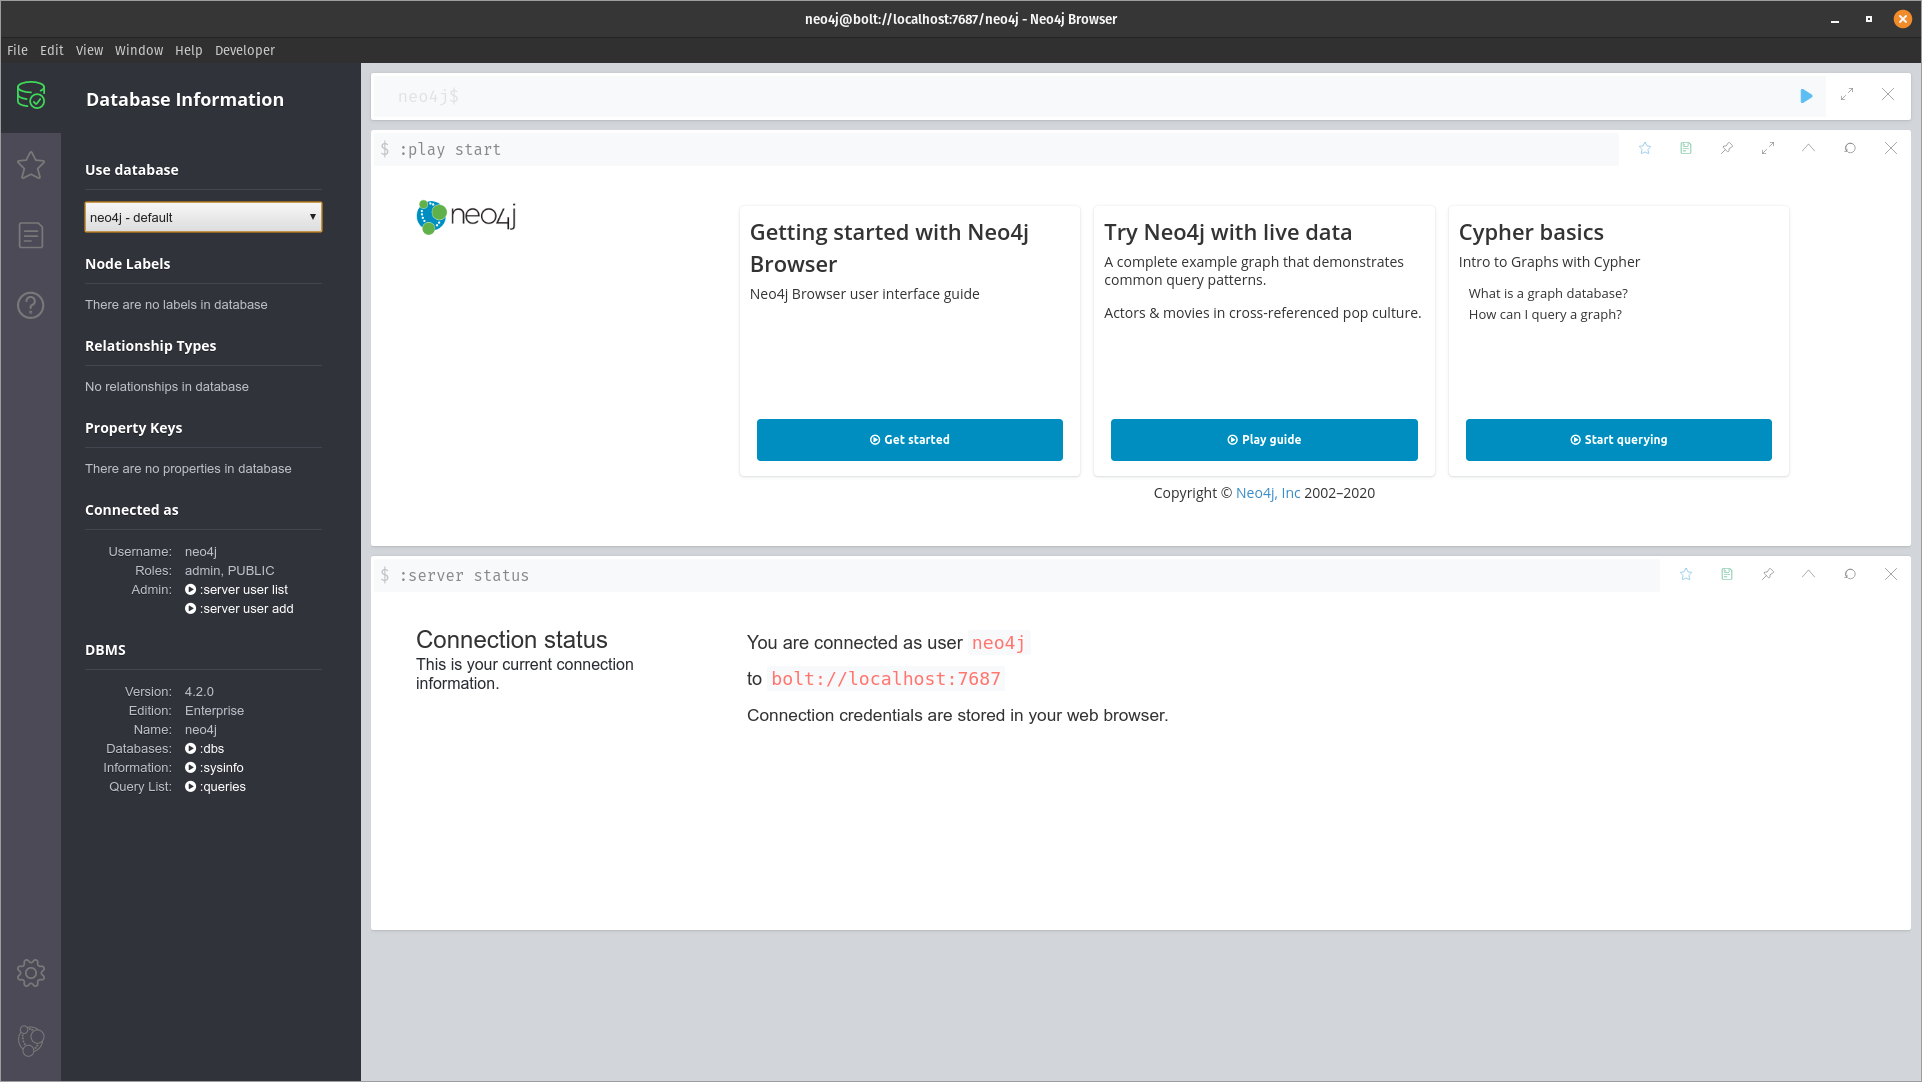 neo4j@bolt://localhost:7687/neo4j - Neo4j Browser
File Edit View Window Help Developer
Database Information
Use database
neo4j - default
Node Labels
There are no labels in database
Relationship Types
No relationships in database
Property Keys
There are no properties in database
Connected as
Username: neo4j
Roles: admin, PUBLIC
Admin: :server user list
:server user add
DBMS
Version: 4.2.0
Edition: Enterprise
Name: neo4j
Databases: :dbs
Information: :sysinfo
Query List: :queries
neo4j$
$ :play start
neo4j
Getting started with Neo4j
Browser
Neo4j Browser user interface guide
Get started
Try Neo4j with live data
A complete example graph that demonstrates
common query patterns.
Actors & movies in cross-referenced pop culture.
Play guide
Cypher basics
Intro to Graphs with Cypher
What is a graph database?
How can I query a graph?
Start querying
Copyright © Neo4j, Inc 2002–2020
$ :server status
Connection status
This is your current connection
information.
You are connected as user neo4j
to bolt://localhost:7687
Connection credentials are stored in your web browser.